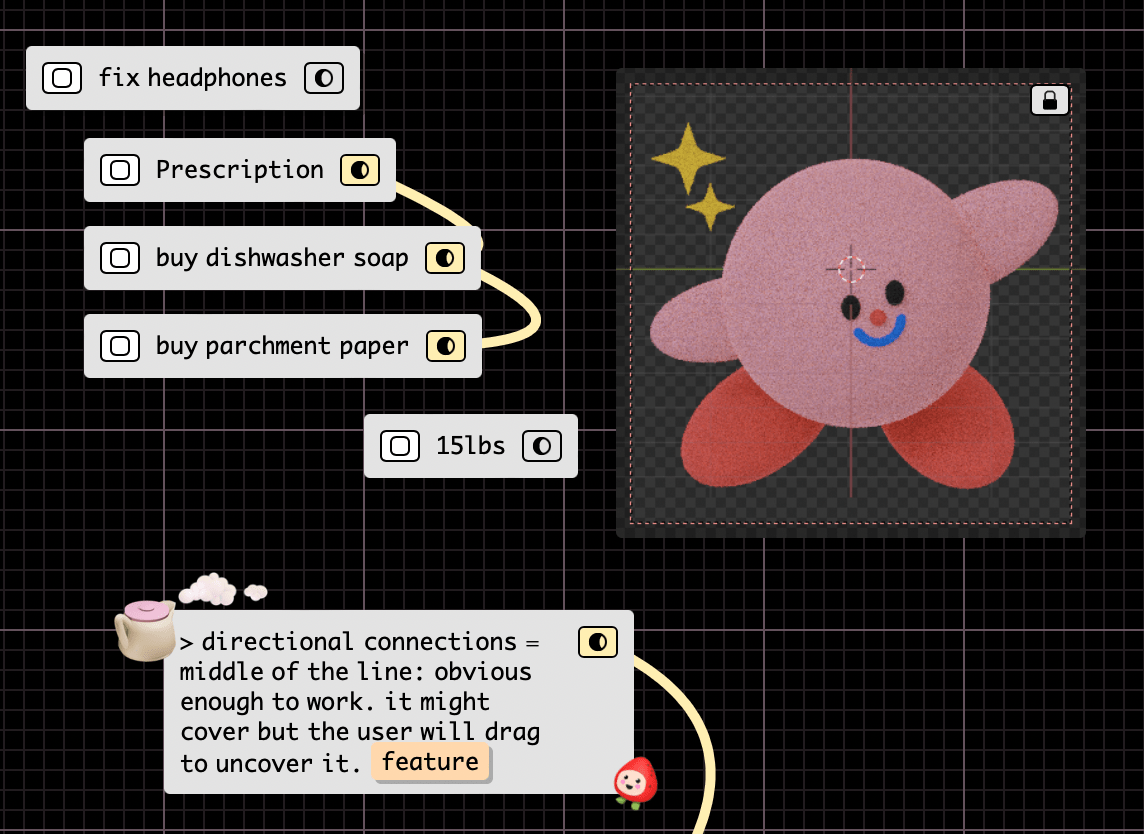 fix headphones
Prescription
buy dishwasher soap
buy parchment paper
15lbs
> directional connections =
middle of the line: obvious
enough to work. it might
cover but the user will drag
to uncover it. feature